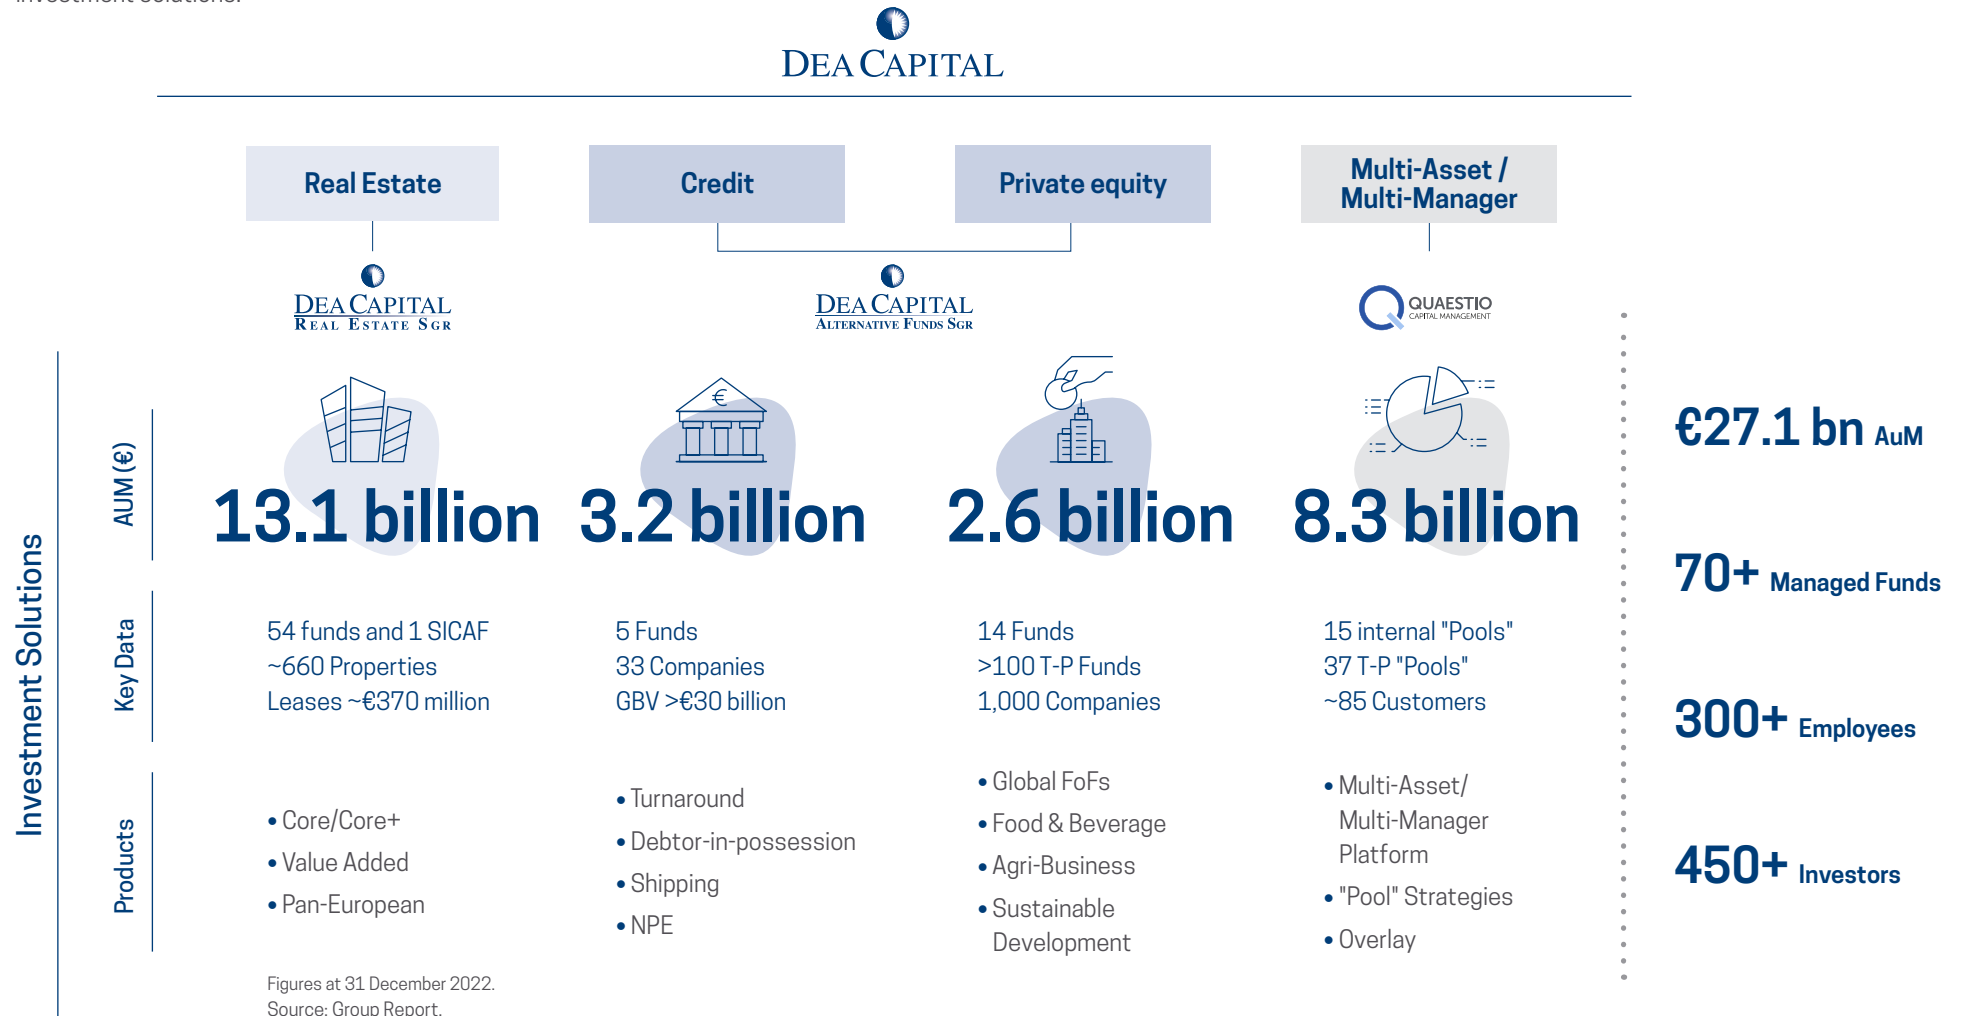 investment solutions.
DEA CAPITAL
Real Estate
Credit
Private equity
Multi-Asset /
Multi-Manager
DEA CAPITAL
REAL ESTATE SGR
DEA CAPITAL
ALTERNATIVE FUNDS SGR
QUAESTIO
CAPITAL MANAGEMENT
Investment Solutions
AUM (€)
€
13.1 billion
3.2 billion
2.6 billion
8.3 billion
Key Data
54 funds and 1 SICAF
~660 Properties
Leases ~€370 million
5 Funds
33 Companies
GBV >€30 billion
14 Funds
>100 T-P Funds
1,000 Companies
15 internal "Pools"
37 T-P "Pools"
~85 Customers
Products
• Core/Core+
• Value Added
• Pan-European
• Turnaround
• Debtor-in-possession
• Shipping
• NPE
• Global FoFs
• Food & Beverage
• Agri-Business
• Sustainable
Development
• Multi-Asset/
Multi-Manager
Platform
• "Pool" Strategies
• Overlay
€27.1 bn AuM
70+ Managed Funds
300+ Employees
450+ Investors
Figures at 31 December 2022.
Source: Group Report.